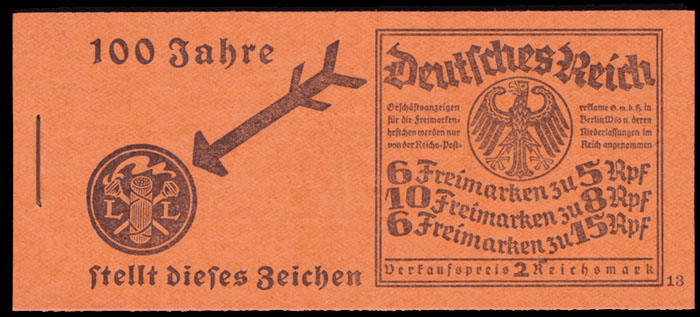 100 Jahre
L L
stellt dieses Zeichen
Deutsches Reich
Geschäftsanzeigen
für die Freimarken-
heftchen werden nur
von der Reichs-Post-
reklame G.m.b.H. in
Berlin W66 u. deren
Niederlassungen im
Reich angenommen
6 Freimarken zu 5 Rpf
10 Freimarken zu 8 Rpf
6 Freimarken zu 15 Rpf
Verkaufspreis 2 Reichsmark
13